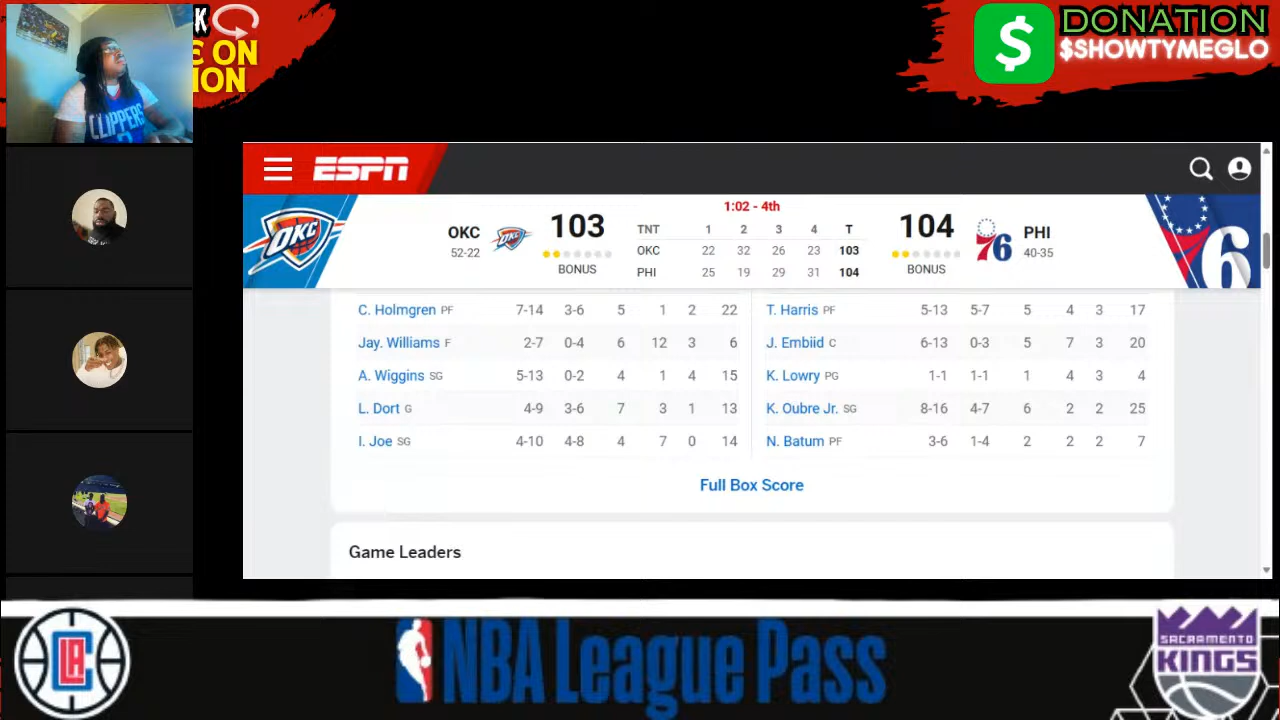 K
E ON
ION
CLIPPERS
DONATION
$SHOWTYMEGLO
ESPN
1:02 - 4th
OKC 103 TNT 1 2 3 4 T 104 PHI
52-22 OKC 22 32 26 23 103 40-35
BONUS PHI 25 19 29 31 104 BONUS
OKC
OKC
76
6
C. Holmgren PF 7-14 3-6 5 1 2 22 T. Harris PF 5-13 5-7 5 4 3 17
Jay. Williams F 2-7 0-4 6 12 3 6 J. Embiid C 6-13 0-3 5 7 3 20
A. Wiggins SG 5-13 0-2 4 1 4 15 K. Lowry PG 1-1 1-1 1 4 3 4
L. Dort G 4-9 3-6 7 3 1 13 K. Oubre Jr. SG 8-16 4-7 6 2 2 25
I. Joe SG 4-10 4-8 4 7 0 14 N. Batum PF 3-6 1-4 2 2 2 7
Full Box Score
Game Leaders
LA
NBA League Pass
SACRAMENTO
KINGS